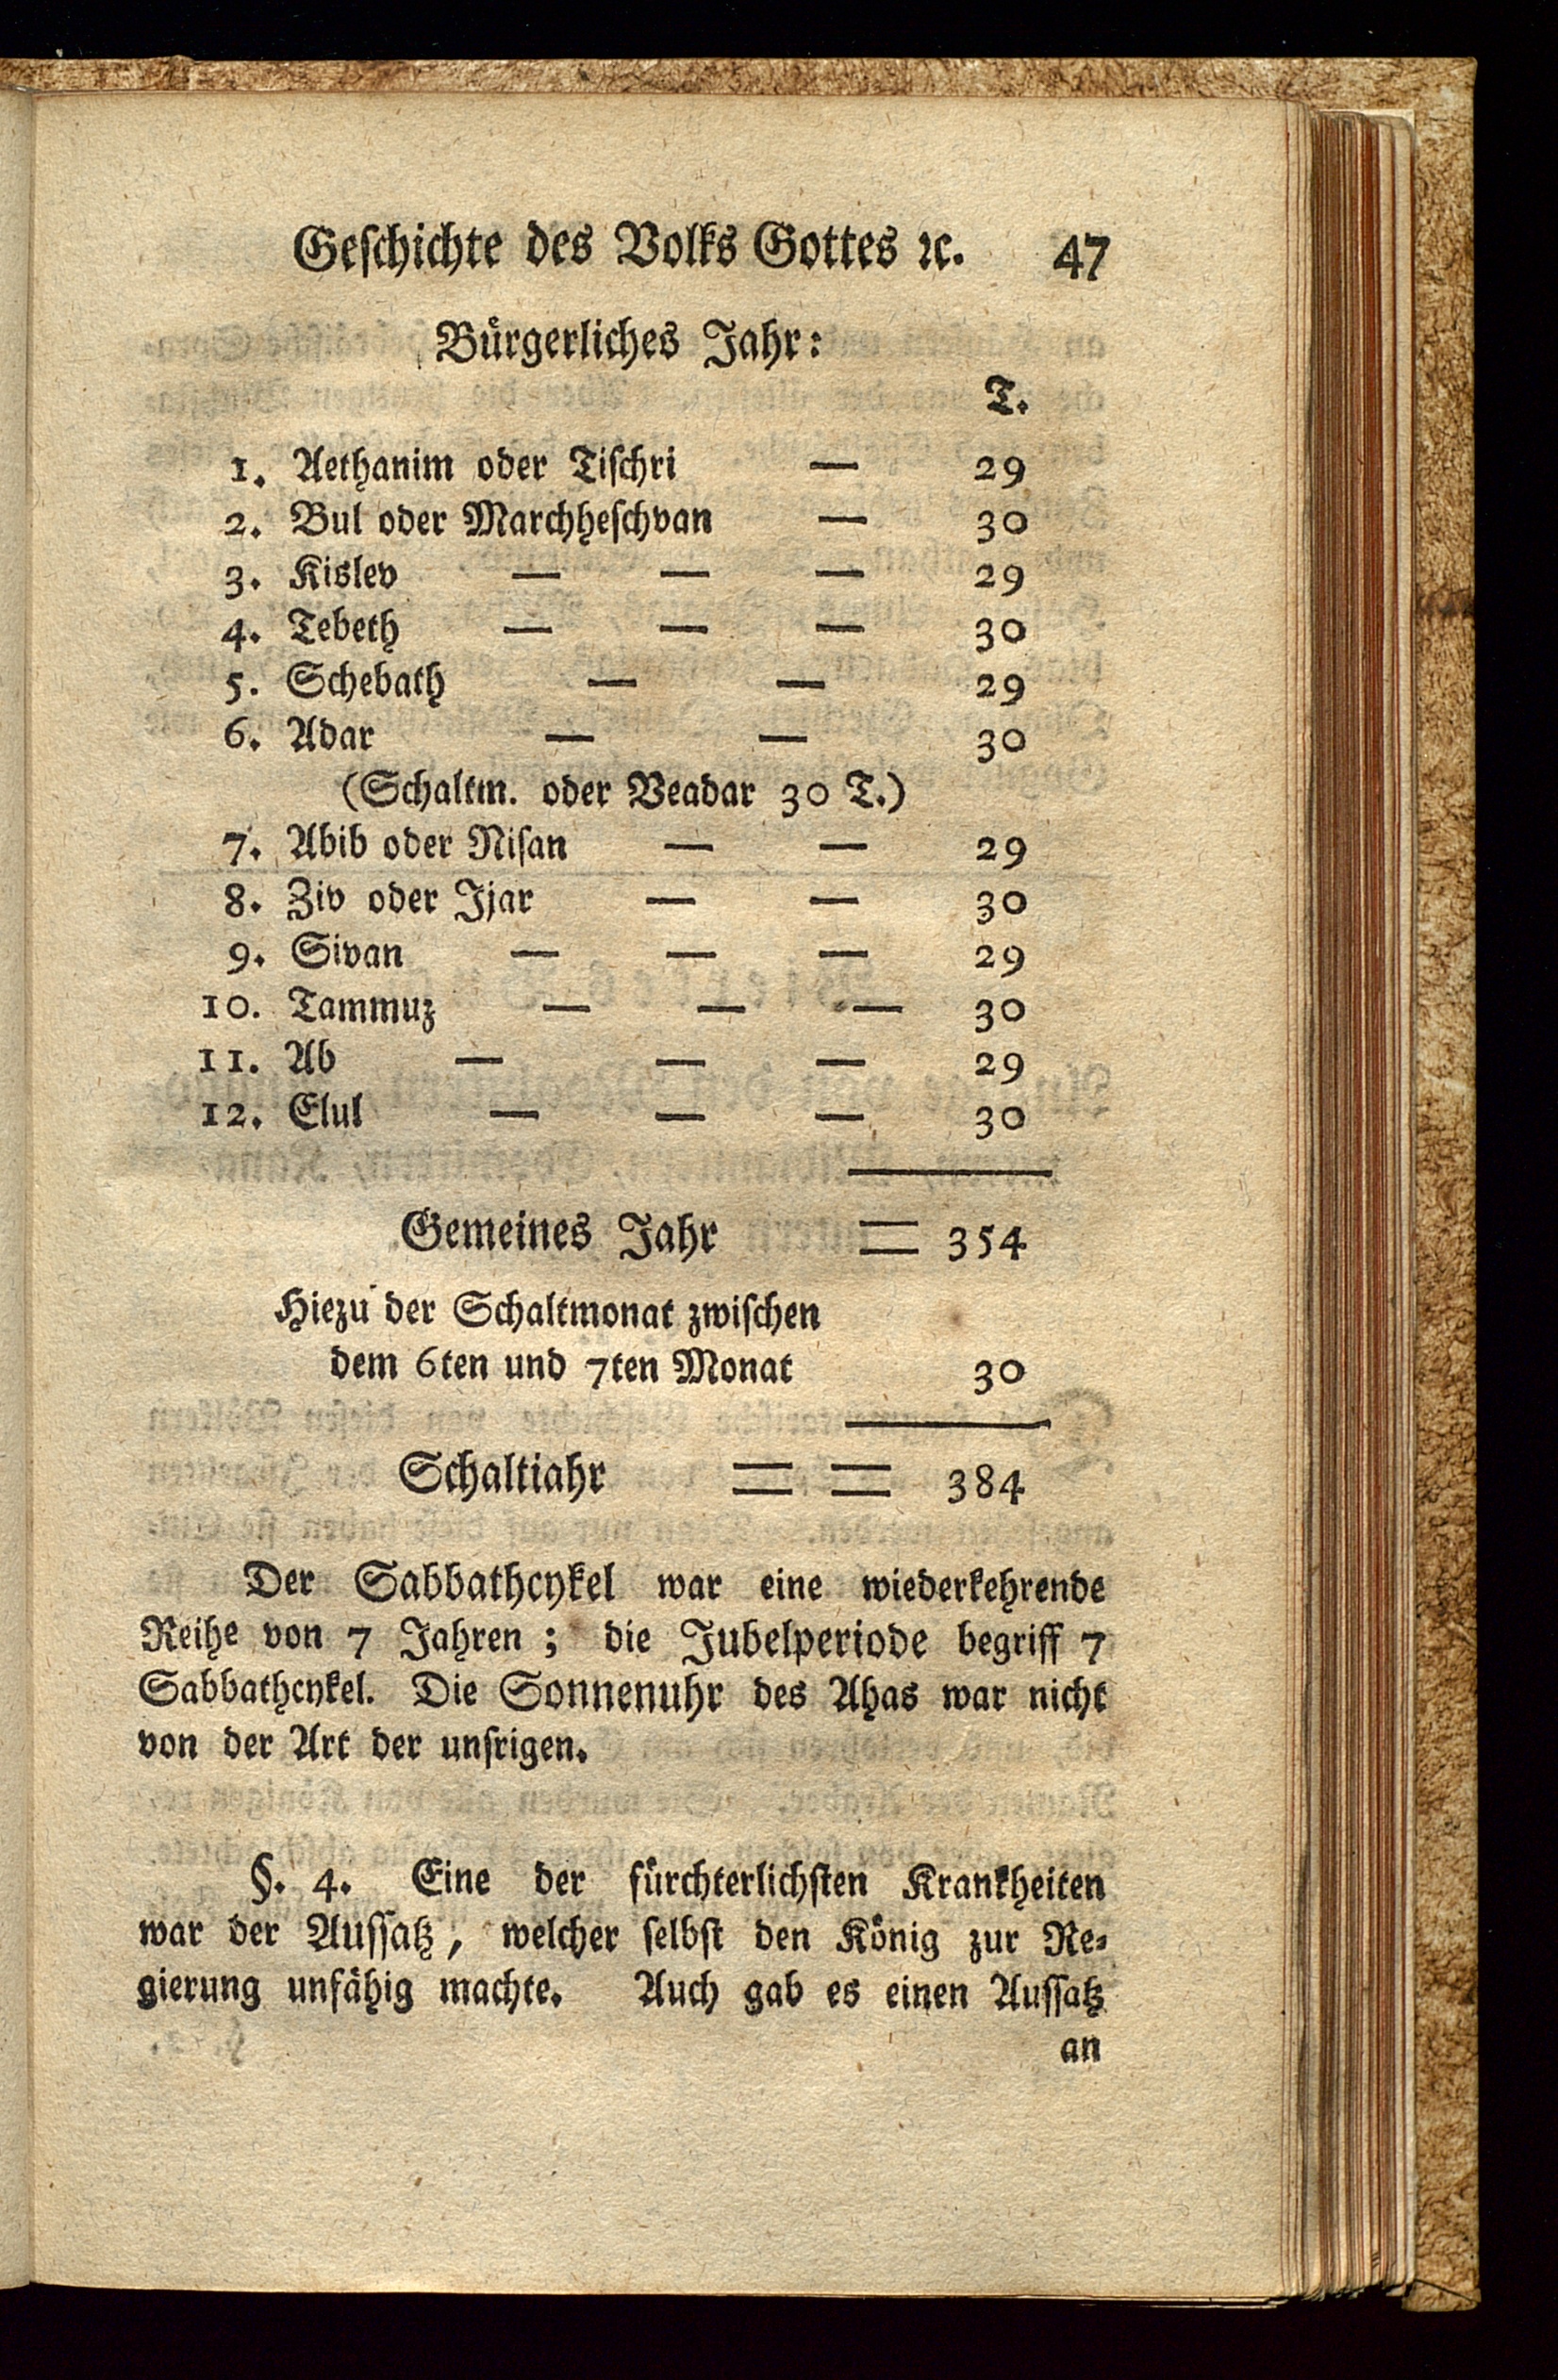 Geſchichte des Volks Gottes ꝛc. 47
Bürgerliches Jahr:
T.
1. Aethanim oder Tiſchri — 29
2. Bul oder Marchheſchvan — 30
3. Kislev — — — 29
4. Tebeth — — — 30
5. Schebath — — 29
6. Adar — — 30
(Schaltm. oder Veadar 30 T.)
7. Abib oder Niſan — — 29
8. Ziv oder Ijar — — 30
9. Sivan — — — 29
10. Tammuz — — — 30
11. Ab — — — 29
12. Elul — — — 30
Gemeines Jahr = 354
Hiezu der Schaltmonat zwiſchen
dem 6ten und 7ten Monat 30
Schaltiahr = = 384
Der Sabbathcykel war eine wiederkehrende
Reihe von 7 Jahren; die Jubelperiode begriff 7
Sabbathcykel. Die Sonnenuhr des Ahas war nicht
von der Art der unſrigen.
§. 4. Eine der fürchterlichſten Krankheiten
war der Ausſatz, welcher ſelbſt den König zur Re⸗
gierung unfähig machte. Auch gab es einen Ausſatz
an